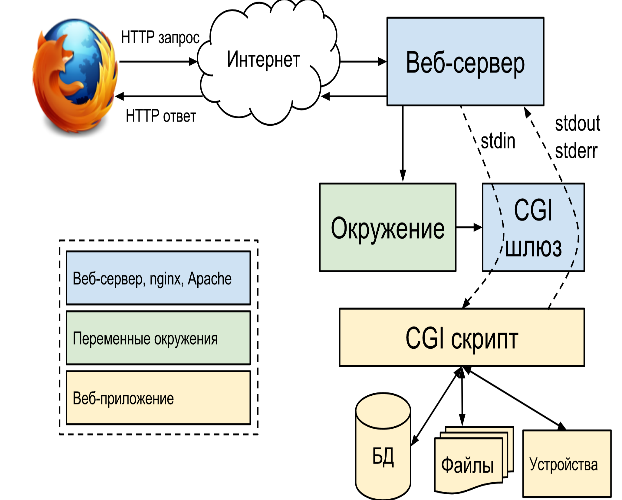 HTTP запрос
Интернет
Веб-сервер
HTTP ответ
stdin
stdout
stderr
Окружение
CGI
шлюз
Веб-сервер, nginx, Apache
Переменные окружения
Веб-приложение
CGI скрипт
БД
Файлы
Устройства